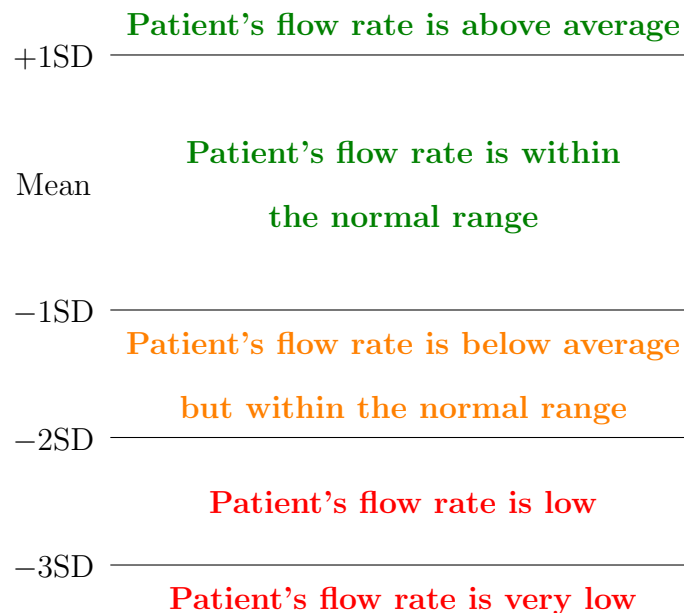 Patient's flow rate is above average
+1SD
Patient's flow rate is within
Mean
the normal range
−1SD
Patient's flow rate is below average
but within the normal range
−2SD
Patient's flow rate is low
−3SD
Patient's flow rate is very low